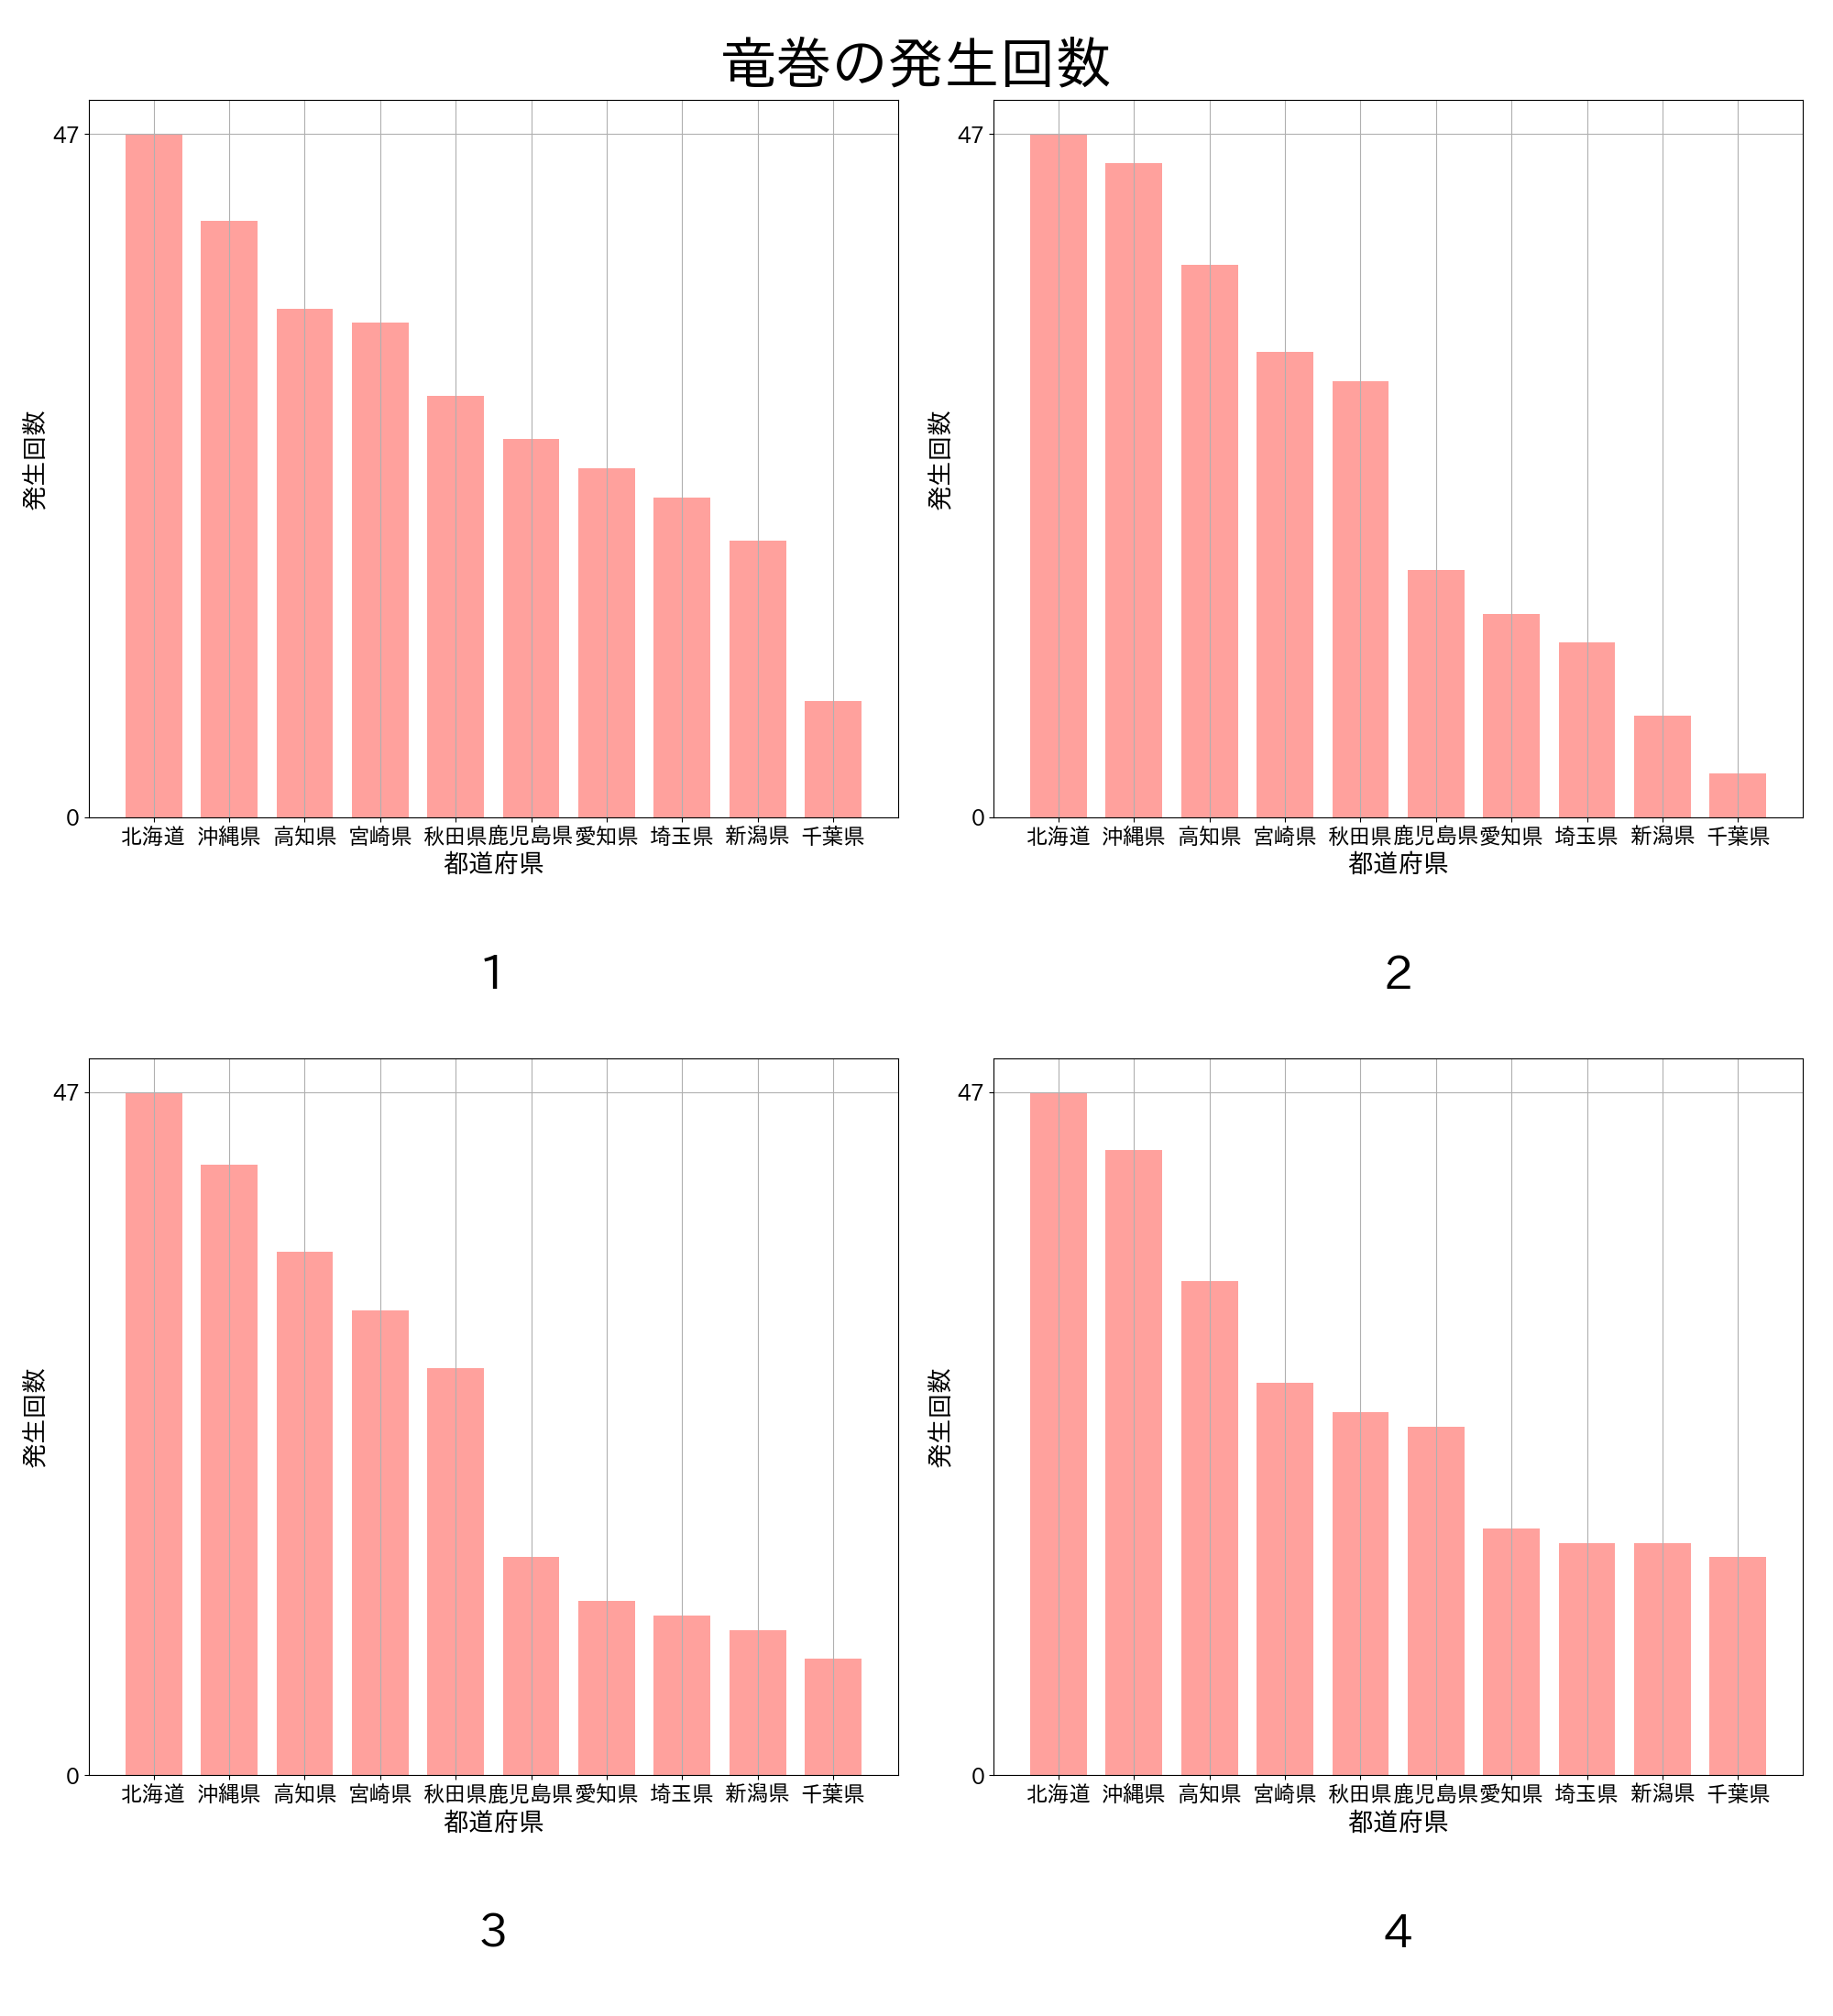 竜巻の発生回数
47
0
発生回数
北海道 沖縄県 高知県 宮崎県 秋田県 鹿児島県 愛知県 埼玉県 新潟県 千葉県
都道府県
1
47
0
発生回数
北海道 沖縄県 高知県 宮崎県 秋田県 鹿児島県 愛知県 埼玉県 新潟県 千葉県
都道府県
2
47
0
発生回数
北海道 沖縄県 高知県 宮崎県 秋田県 鹿児島県 愛知県 埼玉県 新潟県 千葉県
都道府県
3
47
0
発生回数
北海道 沖縄県 高知県 宮崎県 秋田県 鹿児島県 愛知県 埼玉県 新潟県 千葉県
都道府県
4